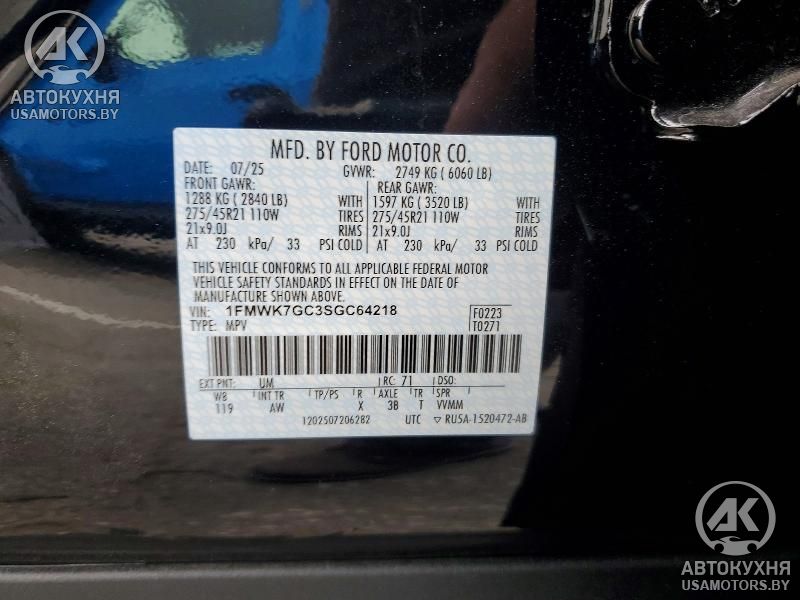 AK
АВТОКУХНЯ
USAMOTORS.BY
MFD. BY FORD MOTOR CO.
DATE: 07/25 GVWR: 2749 KG ( 6060 LB)
FRONT GAWR: REAR GAWR:
1288 KG ( 2840 LB) WITH 1597 KG ( 3520 LB) WITH
275/45R21 110W TIRES 275/45R21 110W TIRES
21x9.0J RIMS 21x9.0J RIMS
AT 230 kPa/ 33 PSI COLD AT 230 kPa/ 33 PSI COLD
THIS VEHICLE CONFORMS TO ALL APPLICABLE FEDERAL MOTOR
VEHICLE SAFETY STANDARDS IN EFFECT ON THE DATE OF
MANUFACTURE SHOWN ABOVE.
VIN: 1FMWK7GC3SGC64218 F0223
TYPE: MPV T0271
EXT PNT: UM RC: 71 DSO:
WB INT TR TP/PS R AXLE TR SPR
119 AW X 3B T VVMM
1202507206282 UTC ▽ RU5A-1520472-AB
AK
АВТОКУХНЯ
USAMOTORS.BY